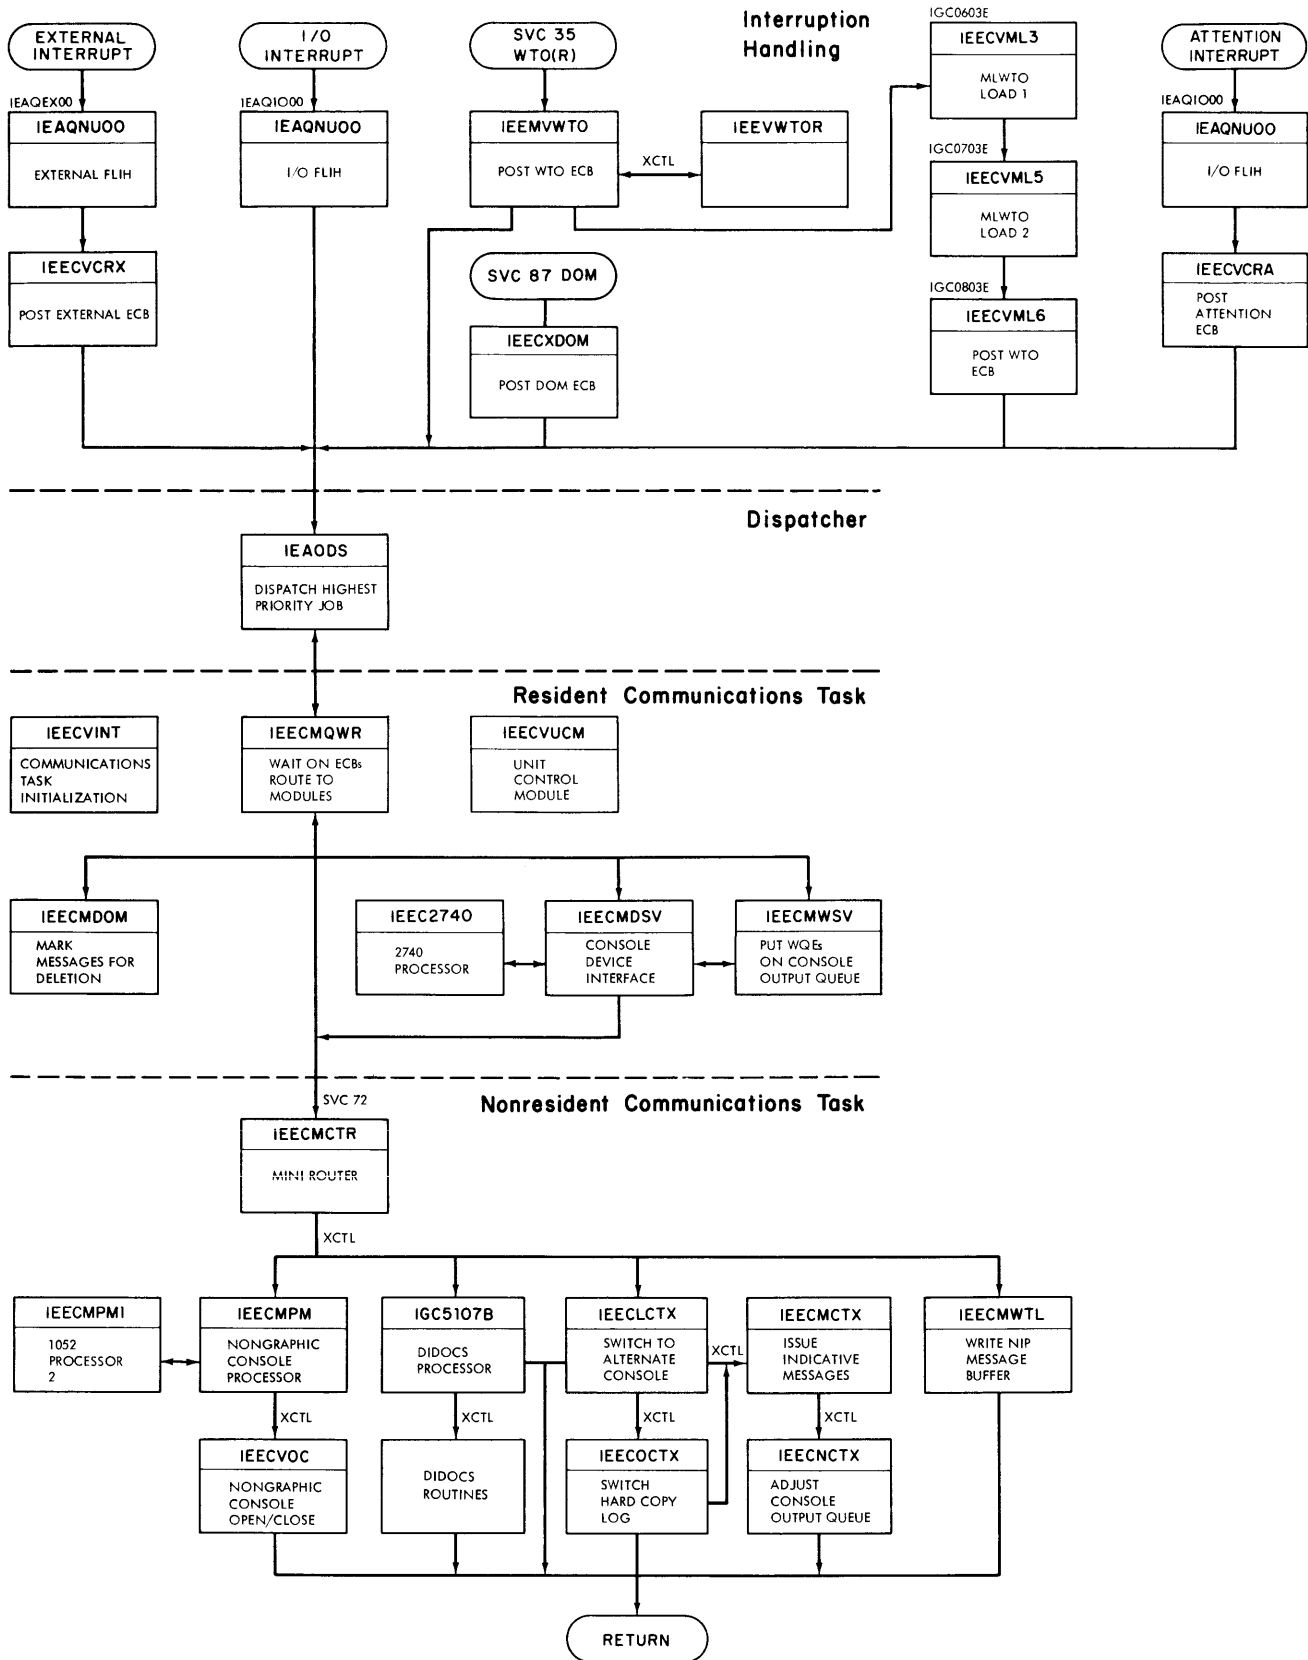 EXTERNAL
INTERRUPT
I/O
INTERRUPT
SVC 35
WTO(R)
Interruption
Handling
IGC0603E
IEECVML3
MLWTO
LOAD 1
ATTENTION
INTERRUPT
IEAQEX00
IEAQNU00
EXTERNAL FLIH
IEAQIO00
IEAQNU00
I/O FLIH
IEEMVWTO
POST WTO ECB
XCTL
IEEVWTOR
IGC0703E
IEECVML5
MLWTO
LOAD 2
IEAQIO00
IEAQNU00
I/O FLIH
IEECVCRX
POST EXTERNAL ECB
SVC 87 DOM
IEECXDOM
POST DOM ECB
IGC0803E
IEECVML6
POST WTO
ECB
IEECVCRA
POST
ATTENTION
ECB
Dispatcher
IEAODS
DISPATCH HIGHEST
PRIORITY JOB
Resident Communications Task
IEECVINT
COMMUNICATIONS
TASK
INITIALIZATION
IEECMQWR
WAIT ON ECBs
ROUTE TO
MODULES
IEECVUCM
UNIT
CONTROL
MODULE
IEECMDOM
MARK
MESSAGES FOR
DELETION
IEEC2740
2740
PROCESSOR
IEECMDSV
CONSOLE
DEVICE
INTERFACE
IEECMWSV
PUT WQEs
ON CONSOLE
OUTPUT QUEUE
Nonresident Communications Task
SVC 72
IEECMCTR
MINI ROUTER
XCTL
IEECMPM1
1052
PROCESSOR
2
IEECMPM
NONGRAPHIC
CONSOLE
PROCESSOR
IGC5107B
DIDOCS
PROCESSOR
IEECLCTX
SWITCH TO
ALTERNATE
CONSOLE
XCTL
IEECMCTX
ISSUE
INDICATIVE
MESSAGES
IEECMWTL
WRITE NIP
MESSAGE
BUFFER
XCTL
XCTL
XCTL
XCTL
IEECVOC
NONGRAPHIC
CONSOLE
OPEN/CLOSE
DIDOCS
ROUTINES
IEECOCTX
SWITCH
HARD COPY
LOG
IEECNCTX
ADJUST
CONSOLE
OUTPUT QUEUE
RETURN